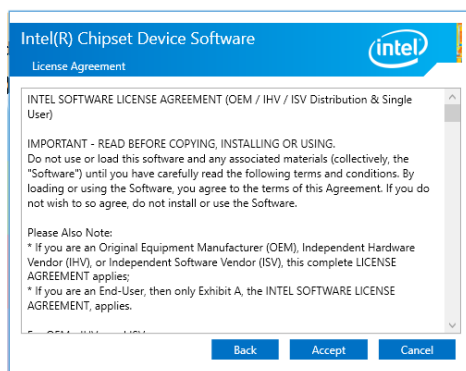 Intel(R) Chipset Device Software
intel
License Agreement
INTEL SOFTWARE LICENSE AGREEMENT (OEM / IHV / ISV Distribution & Single
User)
IMPORTANT - READ BEFORE COPYING, INSTALLING OR USING.
Do not use or load this software and any associated materials (collectively, the
"Software") until you have carefully read the following terms and conditions. By
loading or using the Software, you agree to the terms of this Agreement. If you do
not wish to so agree, do not install or use the Software.
Please Also Note:
* If you are an Original Equipment Manufacturer (OEM), Independent Hardware
Vendor (IHV), or Independent Software Vendor (ISV), this complete LICENSE
AGREEMENT applies;
* If you are an End-User, then only Exhibit A, the INTEL SOFTWARE LICENSE
AGREEMENT, applies.
Back Accept Cancel